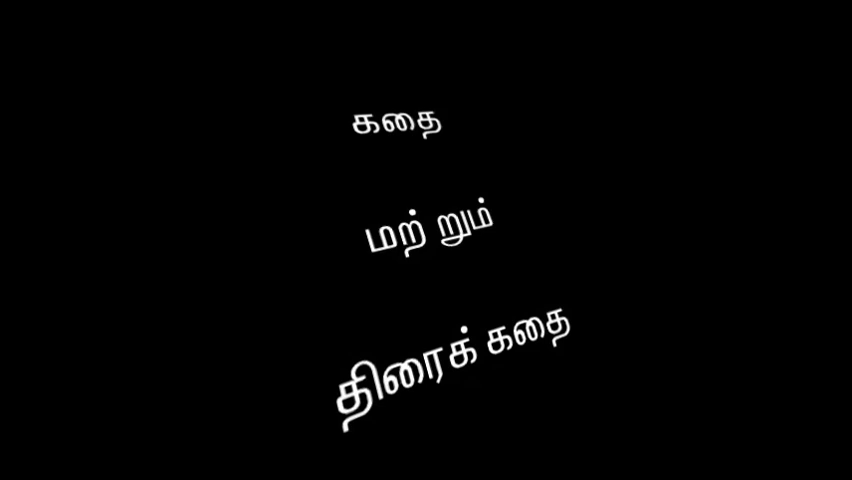 கதை
மற் றும்
திரைக் கதை